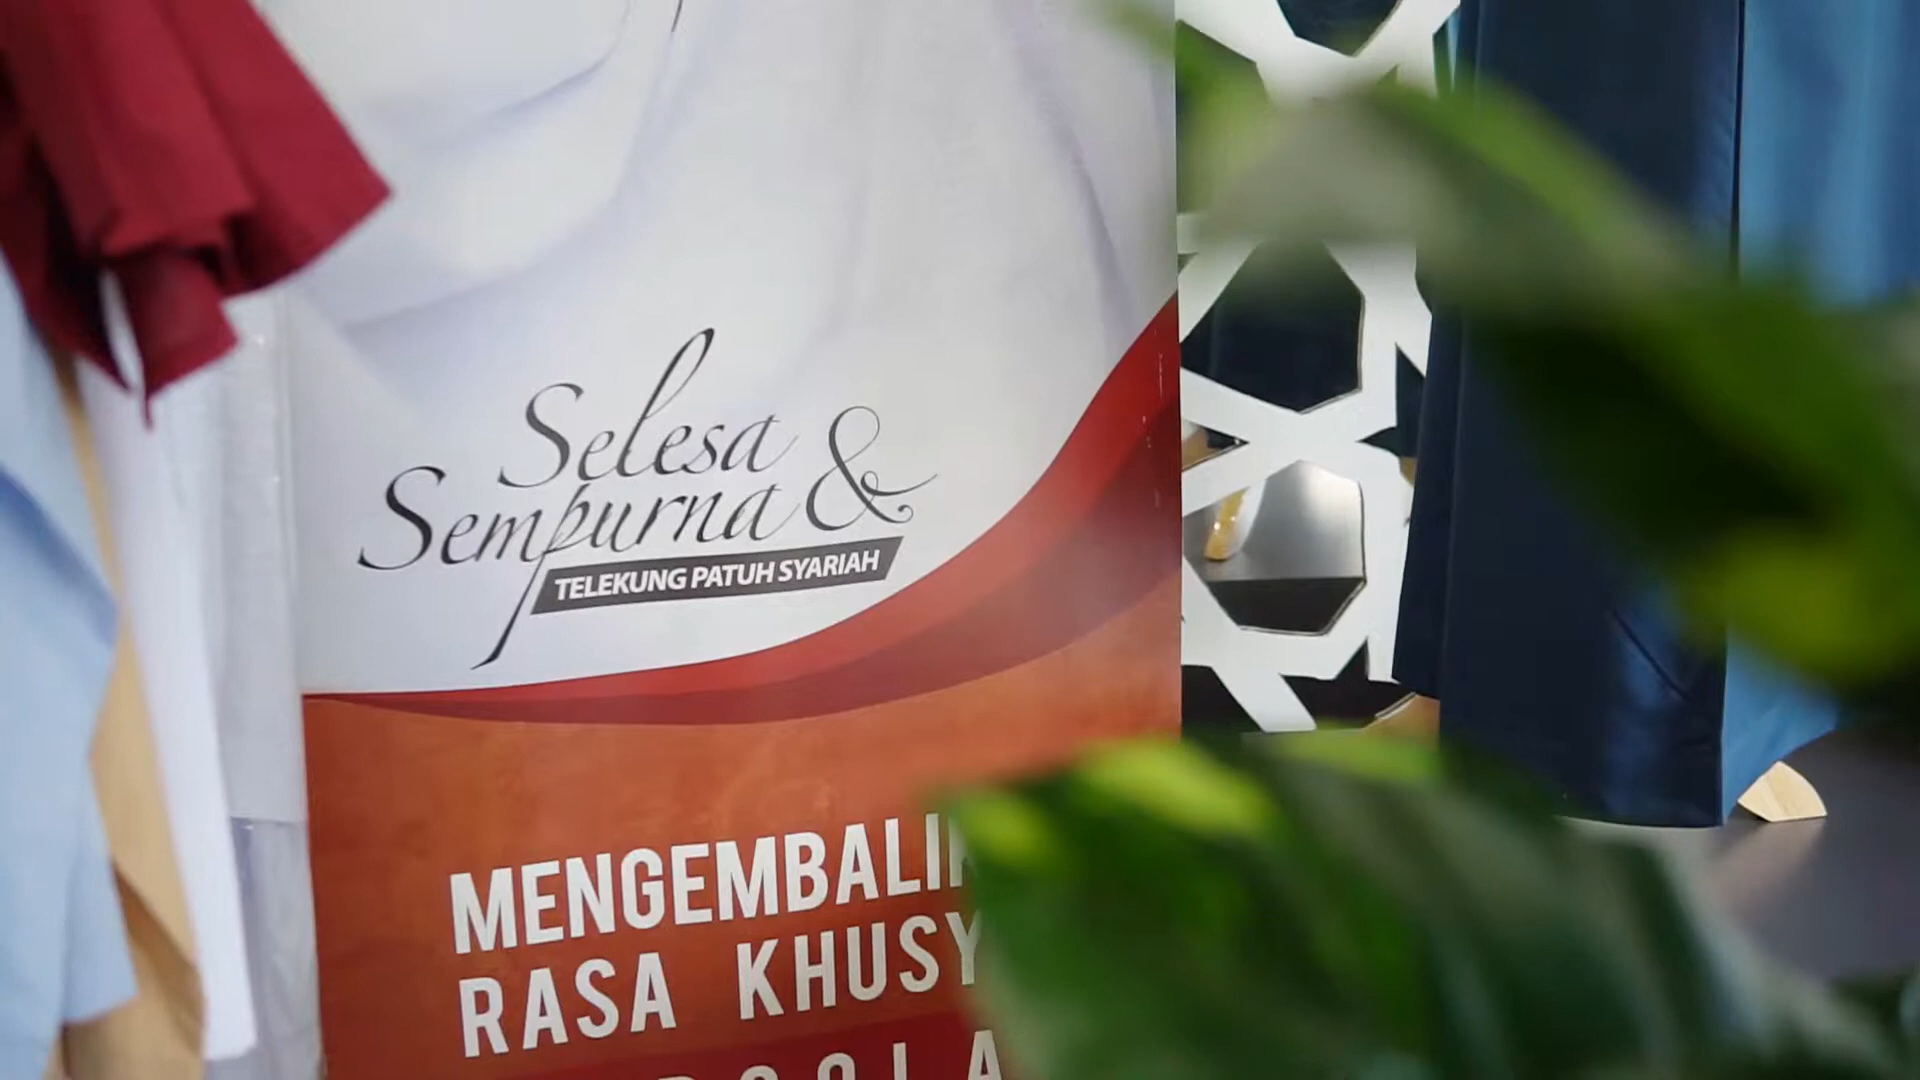 Selesa &
Sempurna
TELEKUNG PATUH SYARIAH
MENGEMBALI
RASA KHUSY